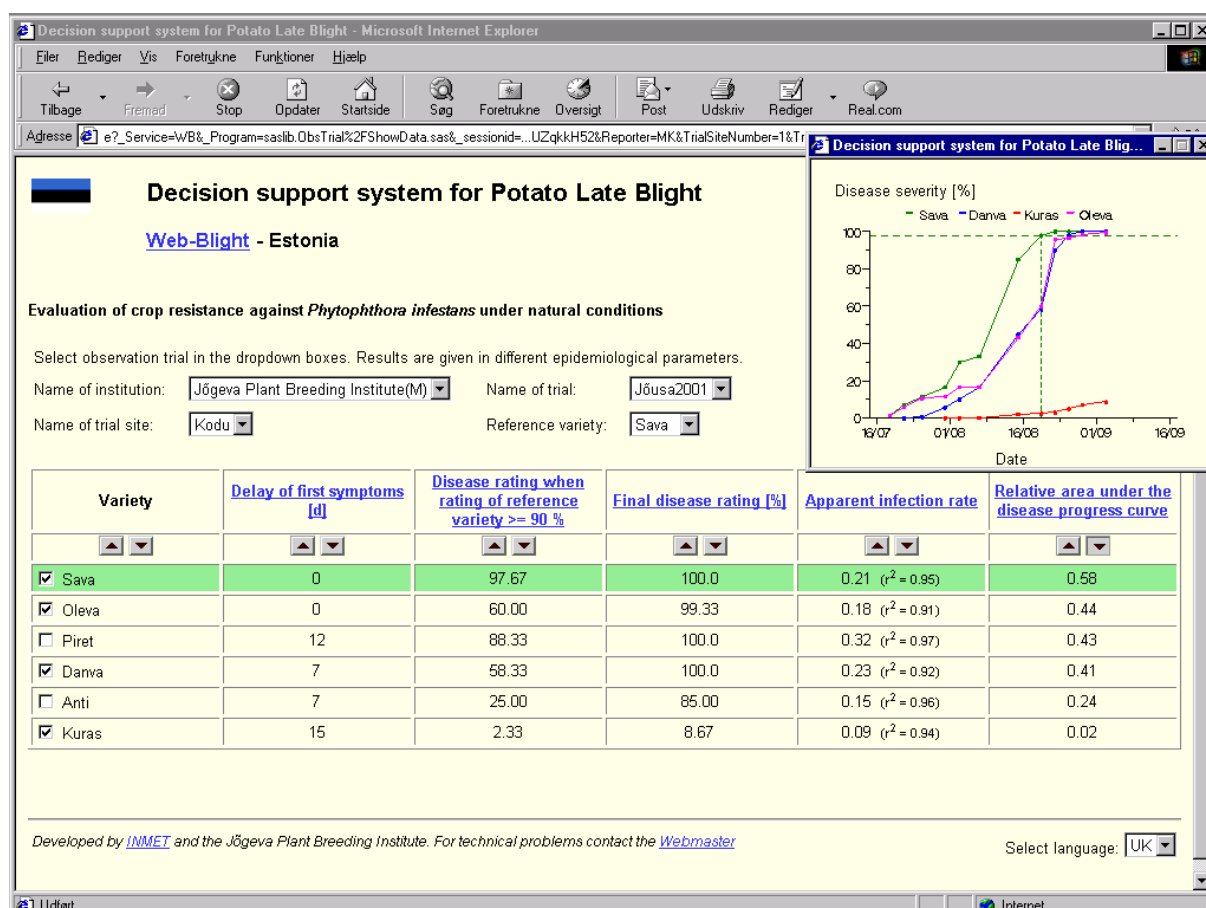 Decision support system for Potato Late Blight - Microsoft Internet Explorer
Filer Rediger Vis Foretrukne Funktioner Hjælp
Tilbage Fremad Stop Opdater Startside Søg Foretrukne Oversigt Post Udskriv Rediger Real.com
Adresse e?_Service=WB&_Program=saslib.ObsTrial%2FShowData.sas&_sessionid=...UZqkkH52&Reporter=MK&TrialSiteNumber=1&Tr
Decision support system for Potato Late Blig...
Disease severity [%]
Sava Danva Kuras Oleva
100
80
60
40
20
0
16/07 01/08 16/08 01/09 16/09
Date
Decision support system for Potato Late Blight
Web-Blight - Estonia
Evaluation of crop resistance against Phytophthora infestans under natural conditions
Select observation trial in the dropdown boxes. Results are given in different epidemiological parameters.
Name of institution: Jõgeva Plant Breeding Institute(M) Name of trial: Jõusa2001
Name of trial site: Kodu Reference variety: Sava
Variety
Delay of first symptoms
[d]
Disease rating when
rating of reference
variety >= 90 %
Final disease rating [%]
Apparent infection rate
Relative area under the
disease progress curve
Sava 0 97.67 100.0 0.21 (r² = 0.95) 0.58
Oleva 0 60.00 99.33 0.18 (r² = 0.91) 0.44
Piret 12 88.33 100.0 0.32 (r² = 0.97) 0.43
Danva 7 58.33 100.0 0.23 (r² = 0.92) 0.41
Anti 7 25.00 85.00 0.15 (r² = 0.96) 0.24
Kuras 15 2.33 8.67 0.09 (r² = 0.94) 0.02
Developed by INMET and the Jõgeva Plant Breeding Institute. For technical problems contact the Webmaster
Select language: UK
Udført Internet